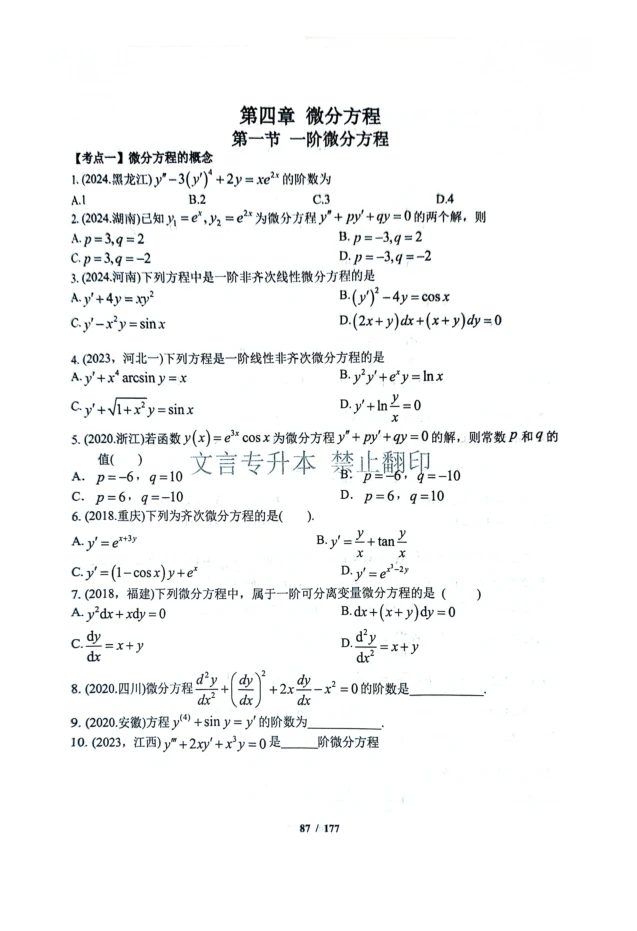 第四章 微分方程
第一节 一阶微分方程
【考点一】微分方程的概念
1. (2024.黑龙江) y″−3(y′)⁴+2y=xe²ˣ 的阶数为
A.1 B.2 C.3 D.4
2. (2024.湖南)已知 y₁=eˣ, y₂=e²ˣ 为微分方程 y″+py′+qy=0 的两个解，则
A. p=3,q=2 B. p=−3,q=2
C. p=3,q=−2 D. p=−3,q=−2
3. (2024.河南)下列方程中是一阶非齐次线性微分方程的是
A. y′+4y=xy² B. (y′)²−4y=cos x
C. y′−x²y=sin x D. (2x+y)dx+(x+y)dy=0
4. (2023，河北一)下列方程是一阶线性非齐次微分方程的是
A. y′+x⁴ arcsin y=x B. y²y′+eˣy=ln x
C. y′+√(1+x²)y=sin x D. y′+ln y/x=0
5. (2020.浙江)若函数 y(x)=e³ˣ cos x 为微分方程 y″+py′+qy=0 的解，则常数 p 和 q 的
值( )
文言专升本 禁止翻印
A. p=−6，q=10 B. p=−6，q=−10
C. p=6，q=−10 D. p=6，q=10
6. (2018.重庆)下列为齐次微分方程的是( ).
A. y′=eˣ⁺³ʸ B. y′=y/x+tan y/x
C. y′=(1−cos x)y+eˣ D. y′=e^(x³−2y)
7. (2018，福建)下列微分方程中，属于一阶可分离变量微分方程的是 ( )
A. y²dx+xdy=0 B. dx+(x+y)dy=0
C. dy/dx=x+y D. d²y/dx²=x+y
8. (2020.四川)微分方程 d²y/dx²+(dy/dx)²+2x dy/dx−x²=0 的阶数是________.
9. (2020.安徽)方程 y⁽⁴⁾+sin y=y′ 的阶数为________.
10. (2023，江西) y‴+2xy′+x³y=0 是____阶微分方程
87 / 177